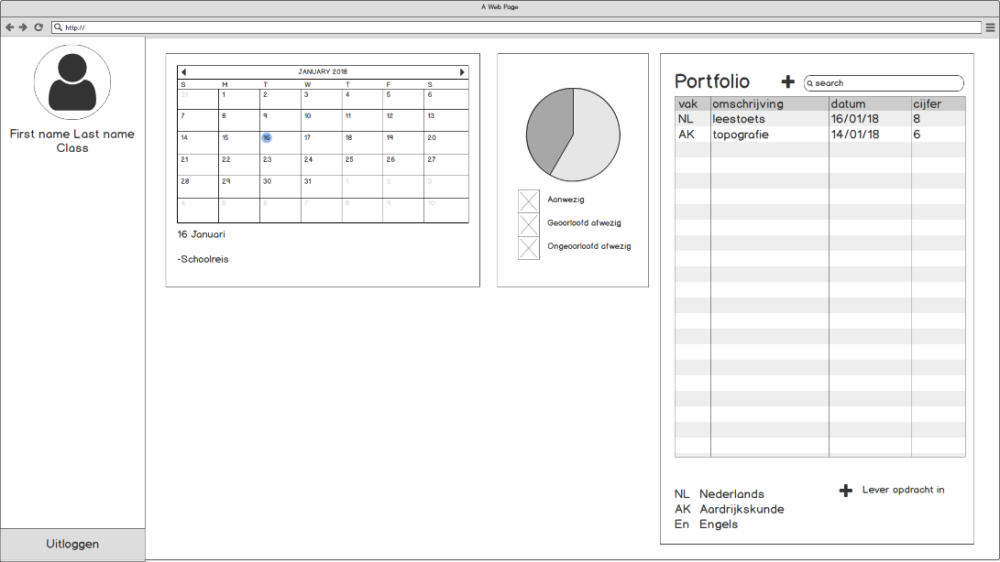 A Web Page
http://
First name Last name
Class
Uitloggen
JANUARY 2018
S M T W T F S
31 1 2 3 4 5 6
7 8 9 10 11 12 13
14 15 16 17 18 19 20
21 22 23 24 25 26 27
28 29 30 31 1 2 3
4 5 6 7 8 9 10
16 Januari
-Schoolreis
Aanwezig
Geoorloofd afwezig
Ongeoorloofd afwezig
Portfolio
search
vak omschrijving datum cijfer
NL leestoets 16/01/18 8
AK topografie 14/01/18 6
NL Nederlands
AK Aardrijkskunde
En Engels
Lever opdracht in